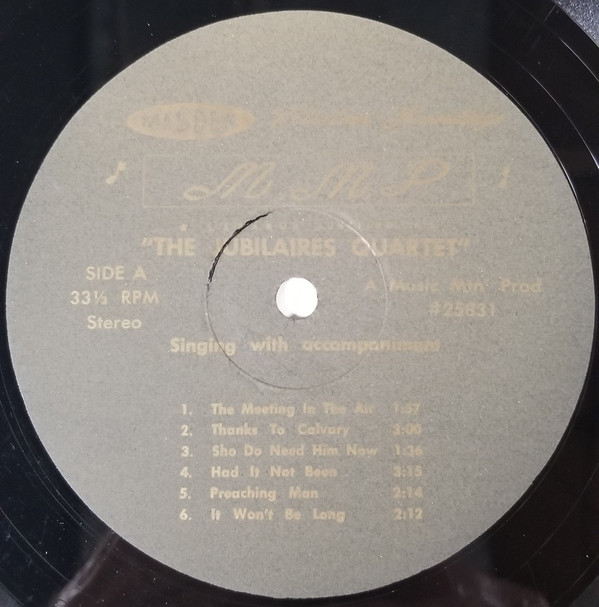 MASTER
M M P
"THE JUBILAIRES QUARTET"
SIDE A
33⅓ RPM
Stereo
A Music Min' Prod
#25831
Singing with accompaniment
1. The Meeting In The Air 1:57
2. Thanks To Calvary 3:00
3. Sho Do Need Him Now 1:36
4. Had It Not Been 3:15
5. Preaching Man 2:14
6. It Won't Be Long 2:12